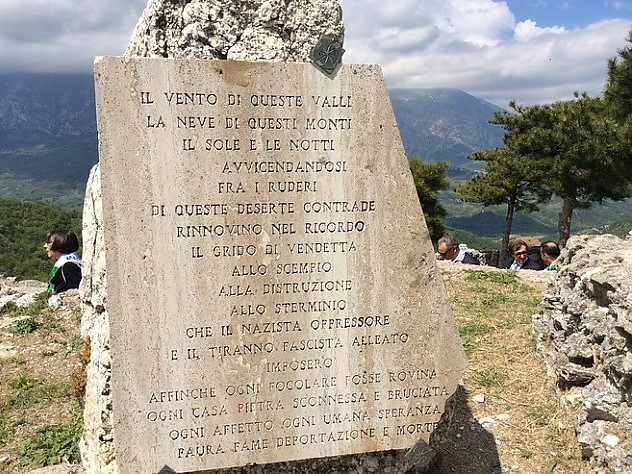 IL VENTO DI QUESTE VALLI
LA NEVE DI QUESTI MONTI
IL SOLE E LE NOTTI
AVVICENDANDOSI
FRA I RUDERI
DI QUESTE DESERTE CONTRADE
RINNOVINO NEL RICORDO
IL GRIDO DI VENDETTA
ALLO SCEMPIO
ALLA DISTRUZIONE
ALLO STERMINIO
CHE IL NAZISTA OPPRESSORE
E IL TIRANNO FASCISTA ALLEATO
IMPOSERO
AFFINCHE OGNI FOCOLARE FOSSE ROVINA
OGNI CASA PIETRA SCONNESSA E BRUCIATA
OGNI AFFETTO OGNI UMANA SPERANZA
PAURA FAME DEPORTAZIONE E MORTE